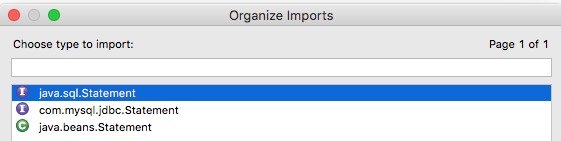 Organize Imports
Choose type to import: Page 1 of 1
I java.sql.Statement
I com.mysql.jdbc.Statement
C java.beans.Statement